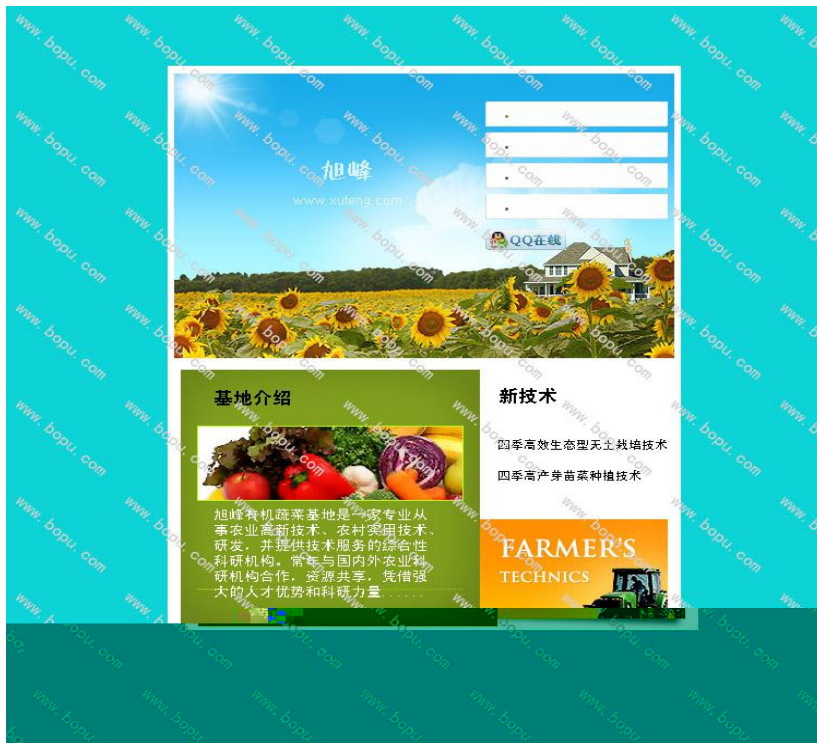 旭峰
www.xufeng.com
QQ在线
基地介绍
旭峰有机蔬菜基地是一家专业从
事农业高新技术、农村实用技术、
研发，并提供技术服务的综合性
科研机构。常年与国内外农业科
研机构合作，资源共享，凭借强
大的人才优势和科研力量......
新技术
四季高效生态型无土栽培技术
四季高产芽苗菜种植技术
FARMER'S
TECHNICS
www.bopu.com